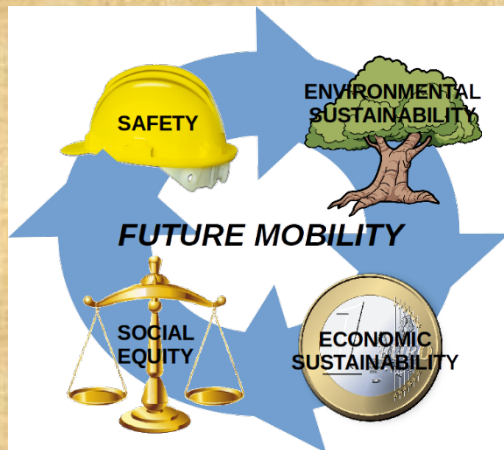 SAFETY
ENVIRONMENTAL
SUSTAINABILITY
FUTURE MOBILITY
SOCIAL
EQUITY
ECONOMIC
SUSTAINABILITY